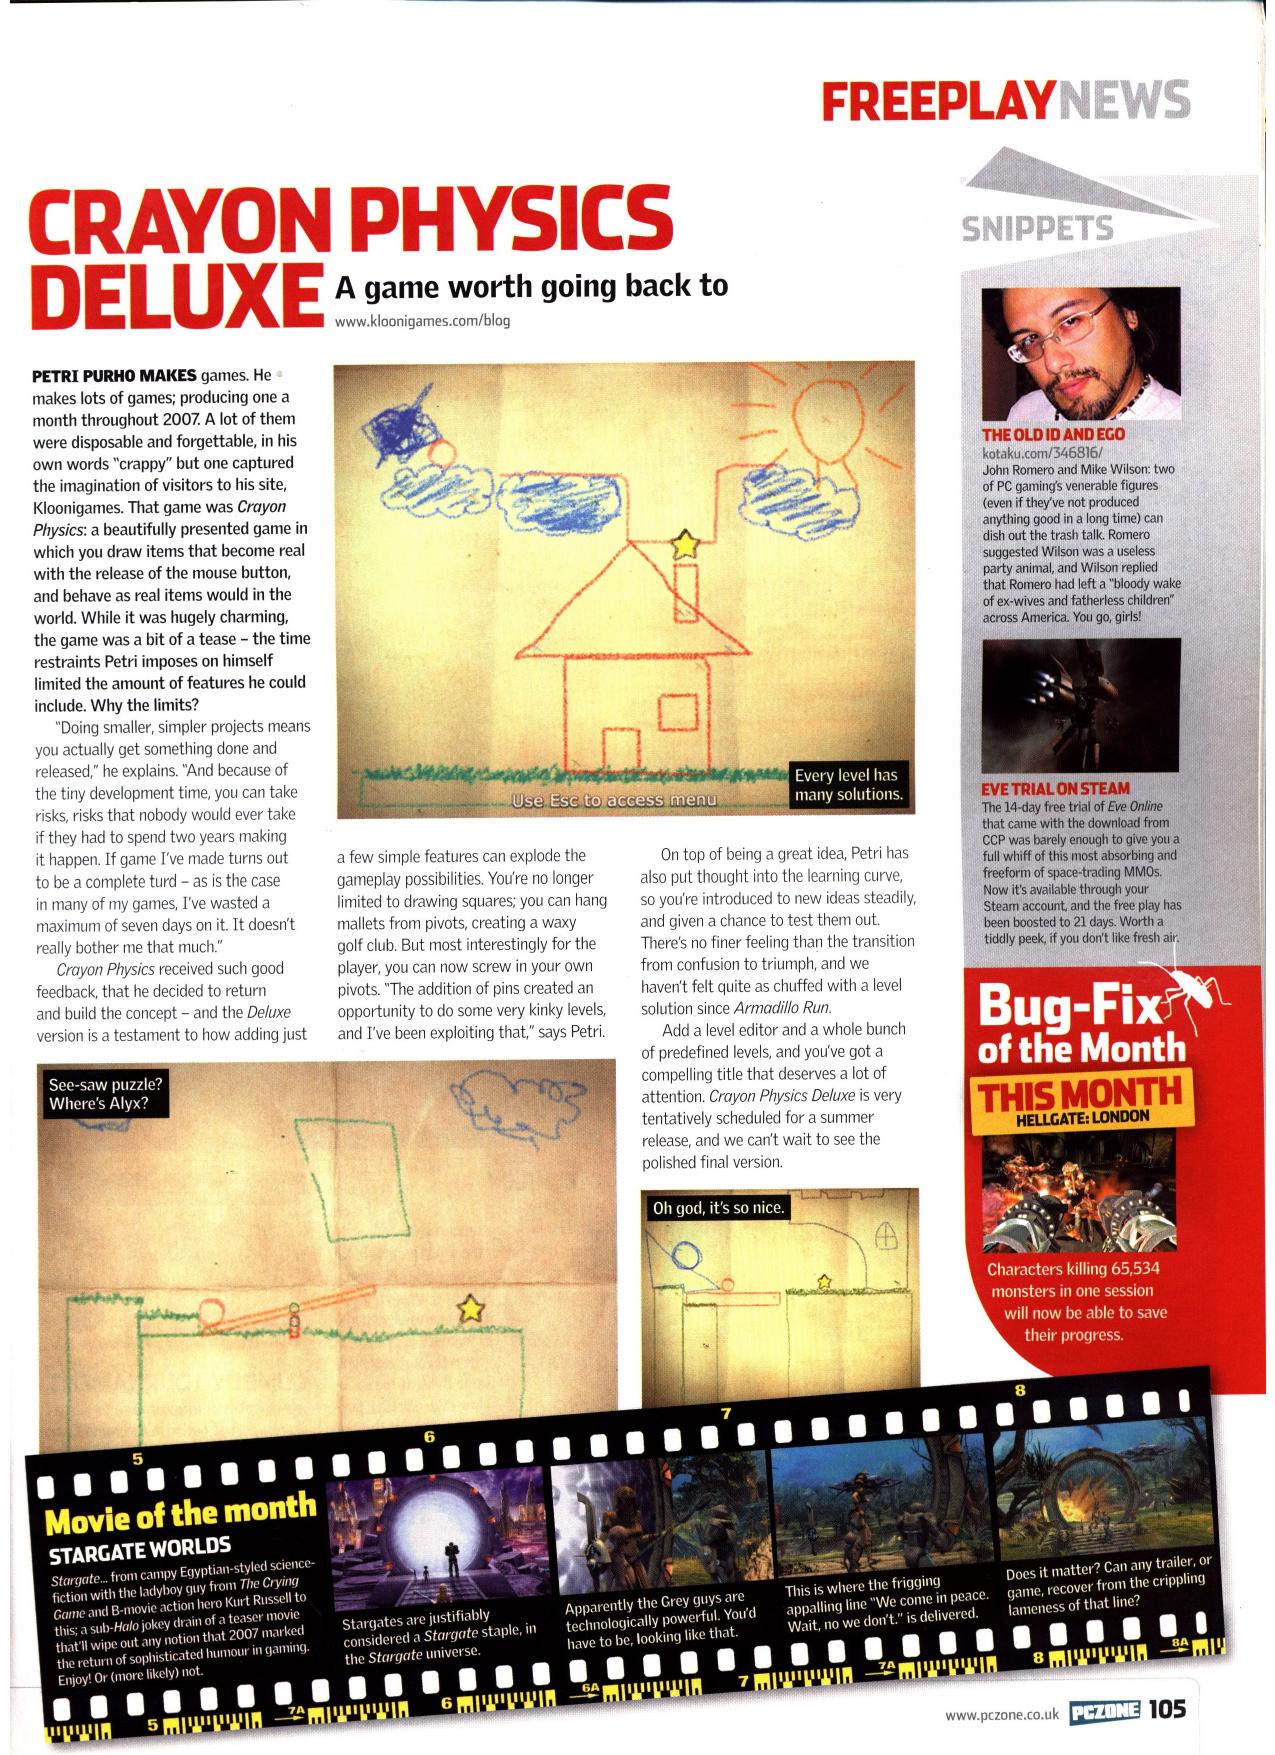 FREEPLAYNEWS
CRAYON PHYSICS
DELUXE A game worth going back to
www.kloonigames.com/blog
PETRI PURHO MAKES games. He
makes lots of games; producing one a
month throughout 2007. A lot of them
were disposable and forgettable, in his
own words "crappy" but one captured
the imagination of visitors to his site,
Kloonigames. That game was Crayon
Physics: a beautifully presented game in
which you draw items that become real
with the release of the mouse button,
and behave as real items would in the
world. While it was hugely charming,
the game was a bit of a tease – the time
restraints Petri imposes on himself
limited the amount of features he could
include. Why the limits?
"Doing smaller, simpler projects means
you actually get something done and
released," he explains. "And because of
the tiny development time, you can take
risks, risks that nobody would ever take
if they had to spend two years making
it happen. If game I've made turns out
to be a complete turd – as is the case
in many of my games, I've wasted a
maximum of seven days on it. It doesn't
really bother me that much."
Crayon Physics received such good
feedback, that he decided to return
and build the concept – and the Deluxe
version is a testament to how adding just
Use Esc to access menu
Every level has
many solutions.
a few simple features can explode the
gameplay possibilities. You're no longer
limited to drawing squares; you can hang
mallets from pivots, creating a waxy
golf club. But most interestingly for the
player, you can now screw in your own
pivots. "The addition of pins created an
opportunity to do some very kinky levels,
and I've been exploiting that," says Petri.
On top of being a great idea, Petri has
also put thought into the learning curve,
so you're introduced to new ideas steadily,
and given a chance to test them out.
There's no finer feeling than the transition
from confusion to triumph, and we
haven't felt quite as chuffed with a level
solution since Armadillo Run.
Add a level editor and a whole bunch
of predefined levels, and you've got a
compelling title that deserves a lot of
attention. Crayon Physics Deluxe is very
tentatively scheduled for a summer
release, and we can't wait to see the
polished final version.
See-saw puzzle?
Where's Alyx?
Oh god, it's so nice.
SNIPPETS
THE OLD ID AND EGO
kotaku.com/346816/
John Romero and Mike Wilson: two
of PC gaming's venerable figures
(even if they've not produced
anything good in a long time) can
dish out the trash talk. Romero
suggested Wilson was a useless
party animal, and Wilson replied
that Romero had left a "bloody wake
of ex-wives and fatherless children"
across America. You go, girls!
EVE TRIAL ON STEAM
The 14-day free trial of Eve Online
that came with the download from
CCP was barely enough to give you a
full whiff of this most absorbing and
freeform of space-trading MMOs.
Now it's available through your
Steam account, and the free play has
been boosted to 21 days. Worth a
tiddly peek, if you don't like fresh air.
Bug-Fix
of the Month
THIS MONTH
HELLGATE: LONDON
Characters killing 65,534
monsters in one session
will now be able to save
their progress.
5
6
7
8
Movie of the month
STARGATE WORLDS
Stargate... from campy Egyptian-styled science-
fiction with the ladyboy guy from The Crying
Game and B-movie action hero Kurt Russell to
this; a sub-Halo jokey drain of a teaser movie
that'll wipe out any notion that 2007 marked
the return of sophisticated humour in gaming.
Enjoy! Or (more likely) not.
Stargates are justifiably
considered a Stargate staple, in
the Stargate universe.
Apparently the Grey guys are
technologically powerful. You'd
have to be, looking like that.
This is where the frigging
appalling line "We come in peace.
Wait, no we don't." is delivered.
Does it matter? Can any trailer, or
game, recover from the crippling
lameness of that line?
5
7A
6
6A
7
7A
8
8A
www.pczone.co.uk PCZONE 105